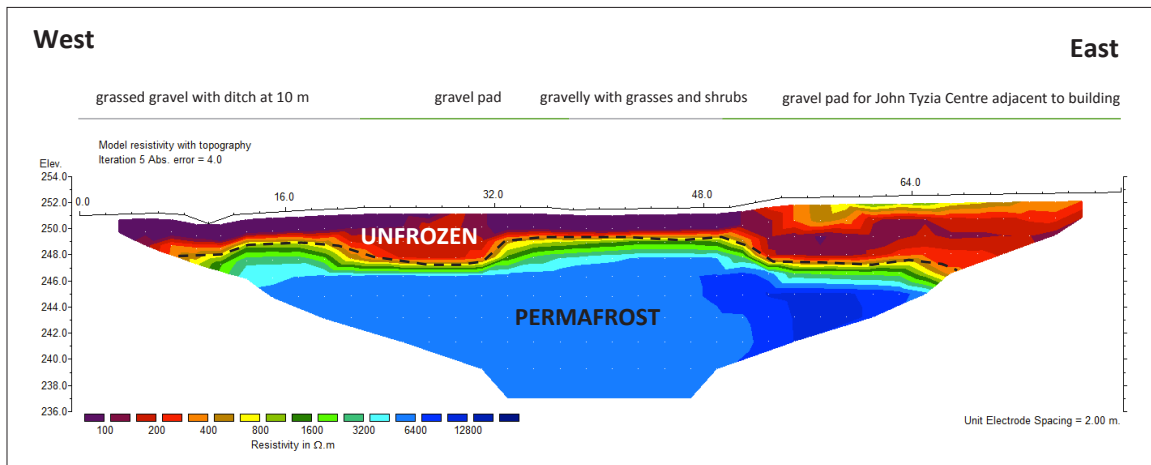 West
East
grassed gravel with ditch at 10 m
gravel pad
gravelly with grasses and shrubs
gravel pad for John Tyzia Centre adjacent to building
Model resistivity with topography
Iteration 5 Abs. error = 4.0
Elev.
254.0
252.0
250.0
248.0
246.0
244.0
242.0
240.0
238.0
236.0
0.0
16.0
32.0
48.0
64.0
UNFROZEN
PERMAFROST
100 200 400 800 1600 3200 6400 12800
Resistivity in Ω.m
Unit Electrode Spacing = 2.00 m.